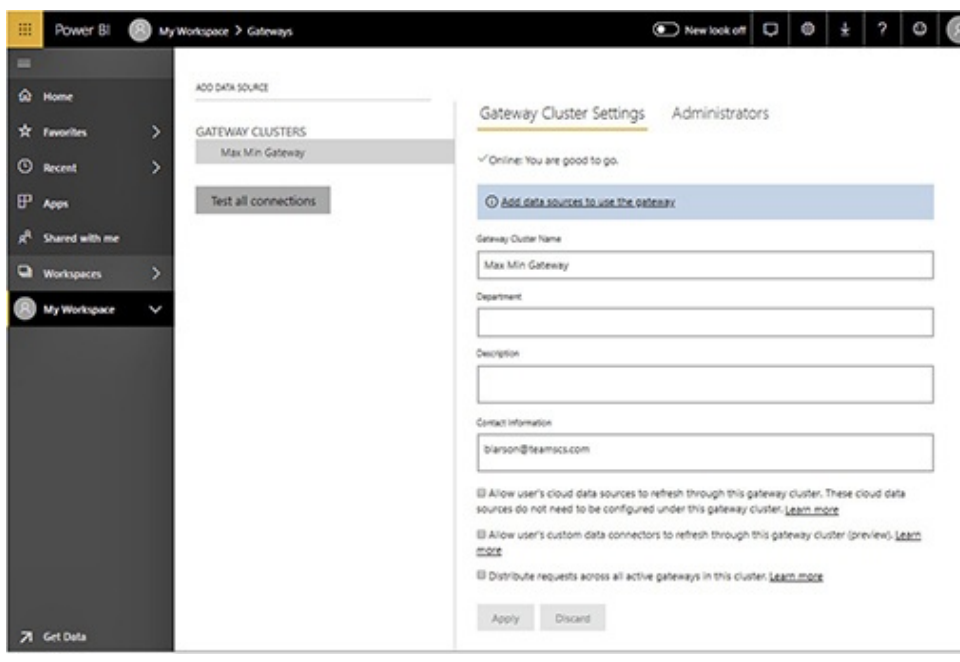 Power BI My Workspace > Gateways New look off ?
Home
Favorites
Recent
Apps
Shared with me
Workspaces
My Workspace
Get Data
ADD DATA SOURCE
GATEWAY CLUSTERS
Max Min Gateway
Test all connections
Gateway Cluster Settings Administrators
Online: You are good to go.
Add data sources to use the gateway
Gateway Cluster Name
Max Min Gateway
Department
Description
Contact Information
blarson@teamscs.com
Allow user's cloud data sources to refresh through this gateway cluster. These cloud data
sources do not need to be configured under this gateway cluster. Learn more
Allow user's custom data connectors to refresh through this gateway cluster (preview). Learn
more
Distribute requests across all active gateways in this cluster. Learn more
Apply Discard